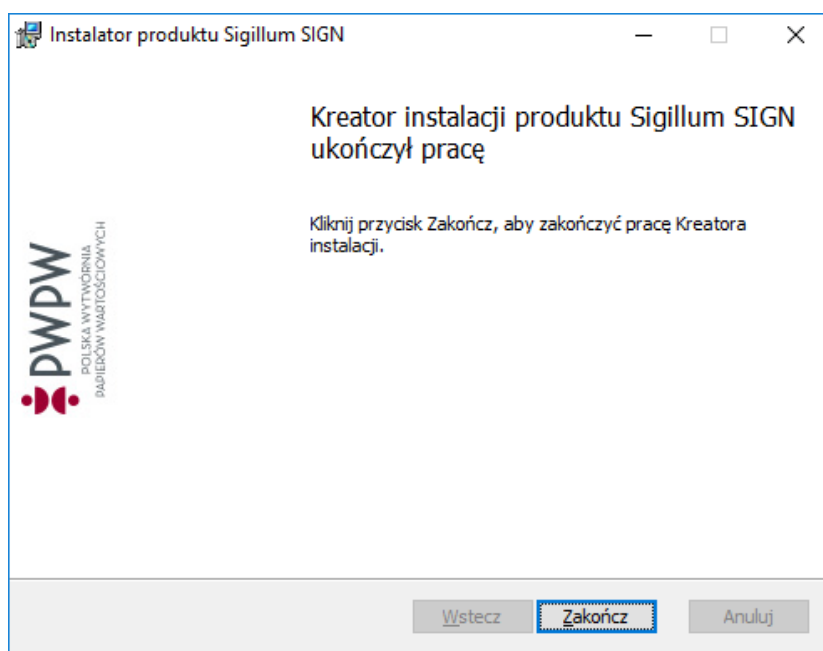 Instalator produktu Sigillum SIGN
Kreator instalacji produktu Sigillum SIGN
ukończył pracę
Kliknij przycisk Zakończ, aby zakończyć pracę Kreatora
instalacji.
PWPW
POLSKA WYTWÓRNIA
PAPIERÓW WARTOŚCIOWYCH
Wstecz
Zakończ
Anuluj